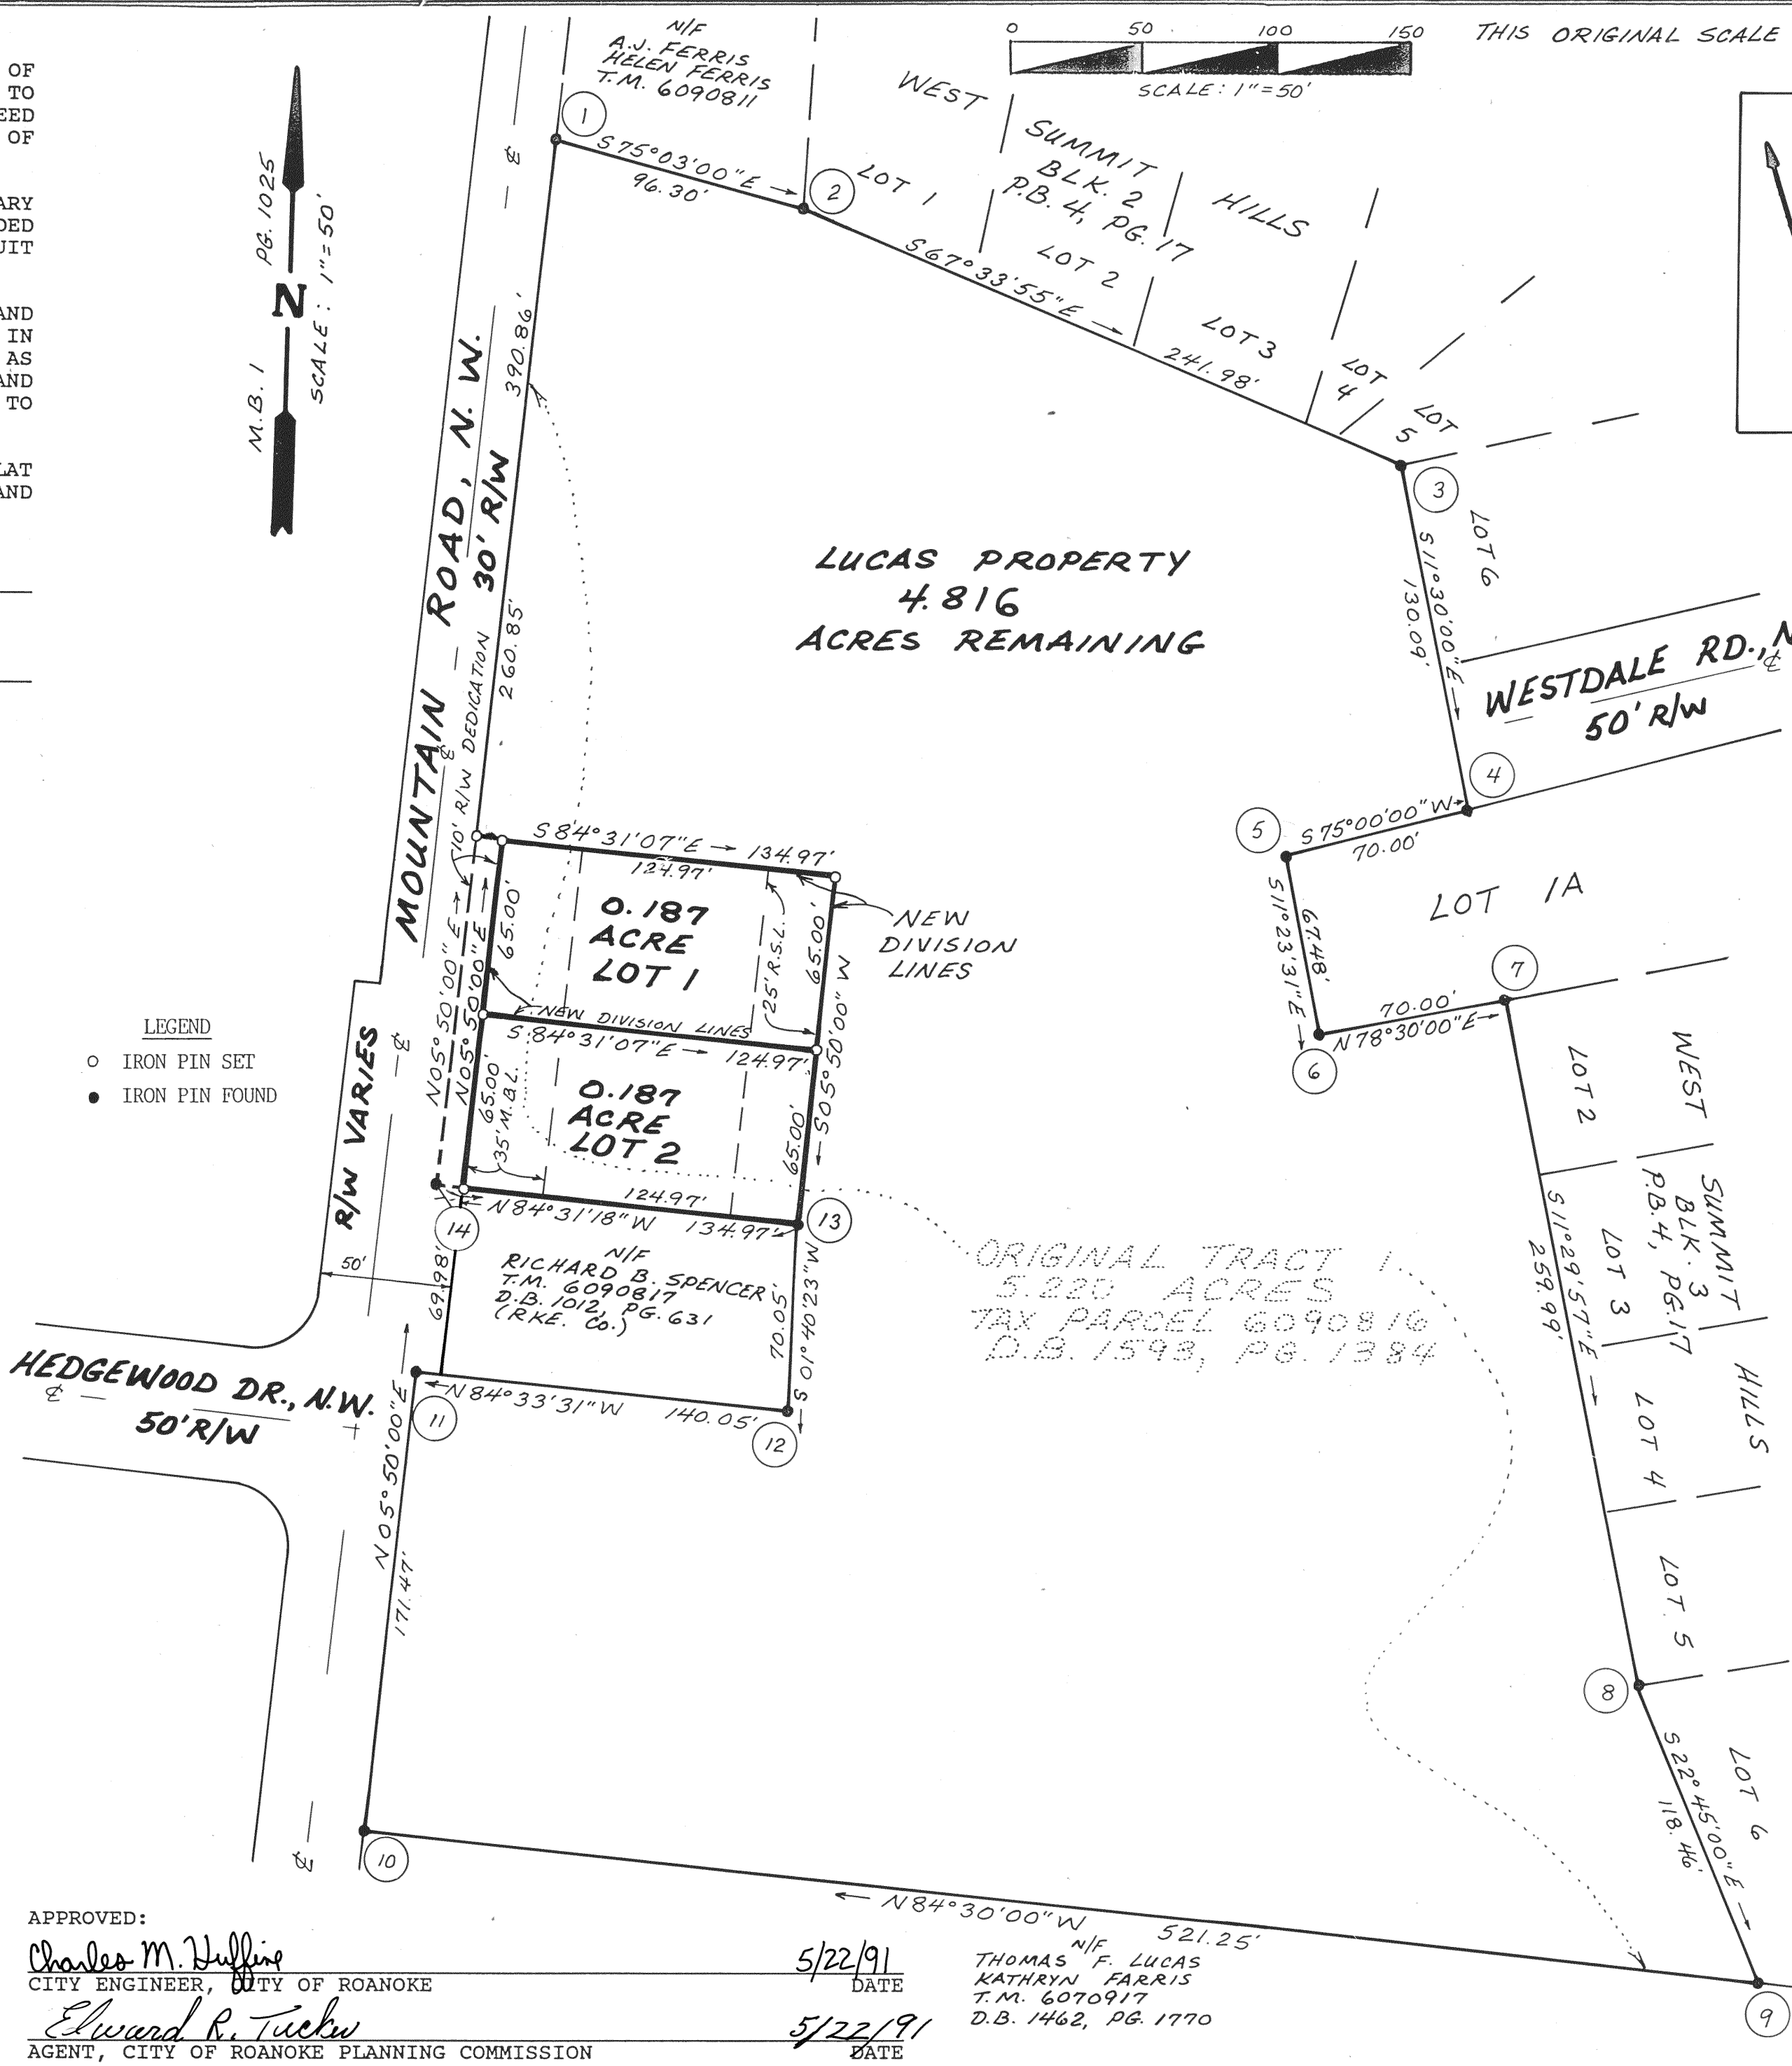 OF
TO
EED
OF
ARY
DED
UIT
AND
IN
AS
AND
TO
LAT
AND
M.B. 1 PG. 1025
N
SCALE: 1"=50'
N/F
A.J. FERRIS
HELEN FERRIS
T.M. 6090811
0 50 100 150
SCALE: 1"=50'
THIS ORIGINAL SCALE
1
S75°03'00"E
96.30'
2
WEST SUMMIT HILLS
BLK. 2
P.B. 4, PG. 17
LOT 1
LOT 2
LOT 3
LOT 4
LOT 5
S67°33'55"E
241.98'
3
LOT 6
S11°30'00"E
130.09'
MOUNTAIN ROAD, N.W.
30' R/W
390.86'
260.85'
10' R/W DEDICATION
LUCAS PROPERTY
4.816
ACRES REMAINING
WESTDALE RD., N
50' R/W
4
5
S75°00'00"W
70.00'
LOT 1A
S11°23'31"E
67.48'
6
70.00'
N78°30'00"E
7
S84°31'07"E 134.97'
124.97'
0.187
ACRE
LOT 1
65.00'
65.00'
25' R.S.L.
NEW
DIVISION
LINES
N05°50'00"E
N05°50'00"E
S05°50'00"W
NEW DIVISION LINES
S84°31'07"E 124.97'
0.187
ACRE
LOT 2
65.00'
35' M.B.L.
65.00'
124.97'
N84°31'18"W 134.97'
13
14
LEGEND
IRON PIN SET
IRON PIN FOUND
R/W VARIES
50'
69.98'
N/F
RICHARD B. SPENCER
T.M. 6090817
D.B. 1012, PG. 631
(RKE. CO.)
70.05'
S01°40'23"W
ORIGINAL TRACT 1
5.220 ACRES
TAX PARCEL 6090816
D.B. 1593, PG. 1384
HEDGEWOOD DR., N.W.
50' R/W
11
N84°33'31"W 140.05'
12
N05°50'00"E
171.47'
WEST SUMMIT HILLS
BLK. 3
P.B.4, PG.17
LOT 2
LOT 3
LOT 4
LOT 5
LOT 6
S11°29'57"E
259.99'
8
S22°45'00"E
118.46'
9
10
N84°30'00"W 521.25'
N/F
THOMAS F. LUCAS
KATHRYN FARRIS
T.M. 6070917
D.B. 1462, PG. 1770
APPROVED:
Charles M. Huffine 5/22/91
CITY ENGINEER, CITY OF ROANOKE DATE
Edward R. Tucker 5/22/91
AGENT, CITY OF ROANOKE PLANNING COMMISSION DATE